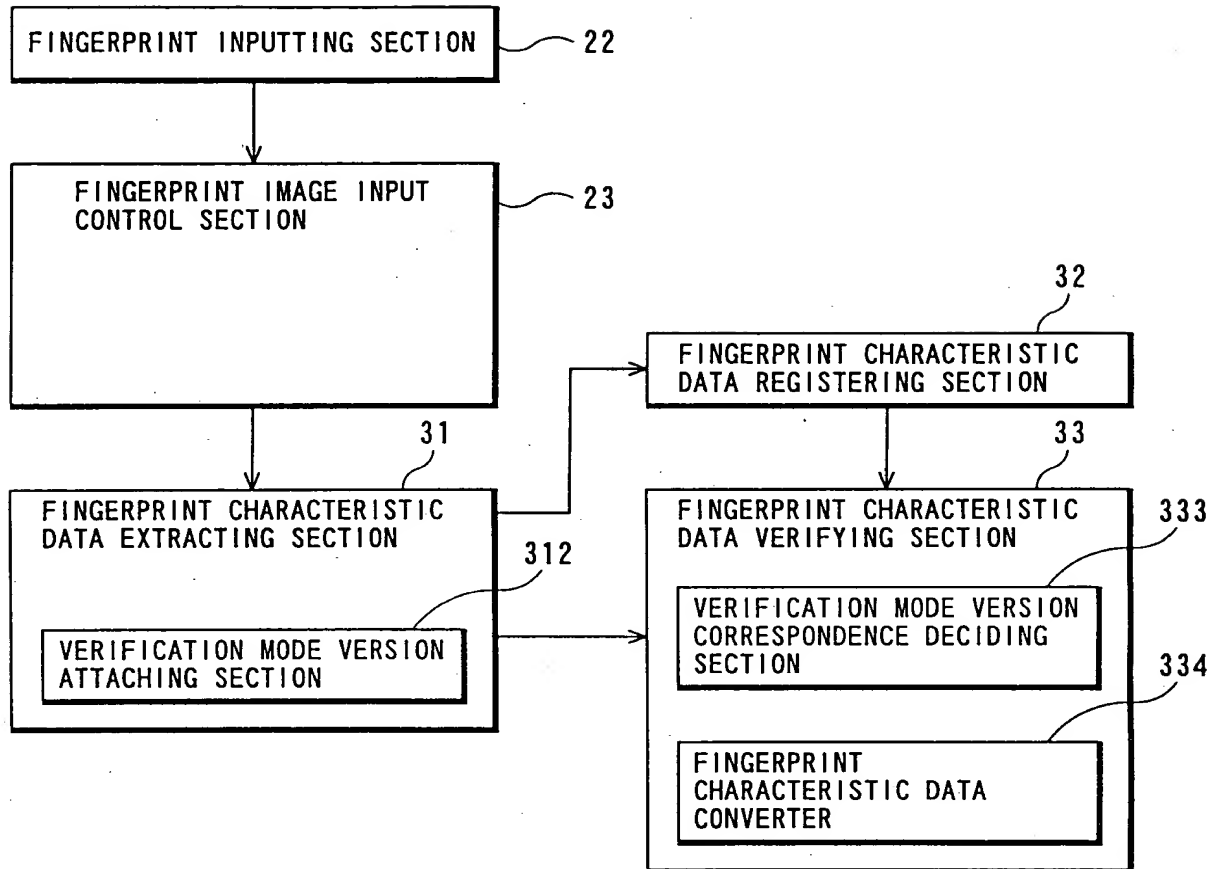 FINGERPRINT INPUTTING SECTION
22
FINGERPRINT IMAGE INPUT
CONTROL SECTION
23
32
FINGERPRINT CHARACTERISTIC
DATA REGISTERING SECTION
31
FINGERPRINT CHARACTERISTIC
DATA EXTRACTING SECTION
312
VERIFICATION MODE VERSION
ATTACHING SECTION
33
FINGERPRINT CHARACTERISTIC
DATA VERIFYING SECTION
333
VERIFICATION MODE VERSION
CORRESPONDENCE DECIDING
SECTION
334
FINGERPRINT
CHARACTERISTIC DATA
CONVERTER